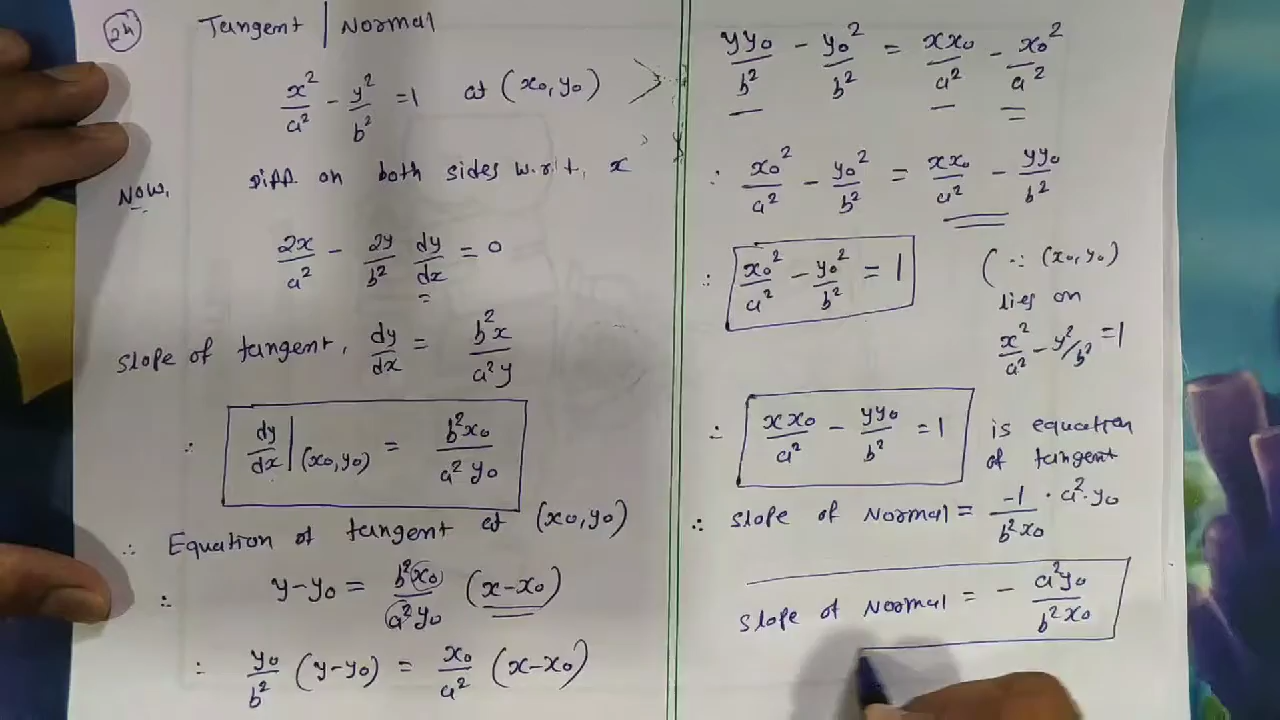 24 Tangent | Normal
x²/a² - y²/b² = 1 at (x₀, y₀)
Now, Diff. on both sides w.r.t, x
2x/a² - 2y/b² dy/dx = 0
slope of tangent, dy/dx = b²x/a²y
∴ dy/dx|(x₀,y₀) = b²x₀/a²y₀
∴ Equation of tangent at (x₀,y₀)
∴ y-y₀ = b²x₀/a²y₀ (x-x₀)
∴ y₀/b² (y-y₀) = x₀/a² (x-x₀)
yy₀/b² - y₀²/b² = xx₀/a² - x₀²/a²
∴ x₀²/a² - y₀²/b² = xx₀/a² - yy₀/b²
∴ x₀²/a² - y₀²/b² = 1 (∵ (x₀,y₀)
lies on
x²/a² - y²/b² = 1
∴ xx₀/a² - yy₀/b² = 1 is equation
of tangent
∴ slope of Normal = -1/b²x₀ · a²·y₀
slope of Normal = - a²y₀/b²x₀